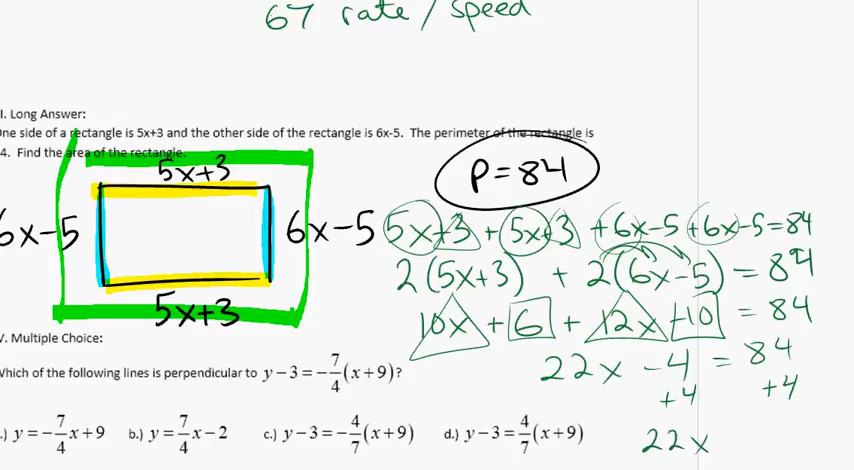 67 rate / speed
I. Long Answer:
One side of a rectangle is 5x+3 and the other side of the rectangle is 6x-5. The perimeter of the rectangle is
4. Find the area of the rectangle.
5x+3
P=84
6x-5
6x-5
5x+3+5x+3+6x-5+6x-5=84
2(5x+3) + 2(6x-5) = 84
5x+3
10x + 6 + 12x - 10 = 84
V. Multiple Choice:
22x - 4 = 84
Which of the following lines is perpendicular to y-3=-7/4(x+9)?
+4 +4
.) y=-7/4x+9 b.) y=7/4x-2 c.) y-3=-4/7(x+9) d.) y-3=4/7(x+9)
22x